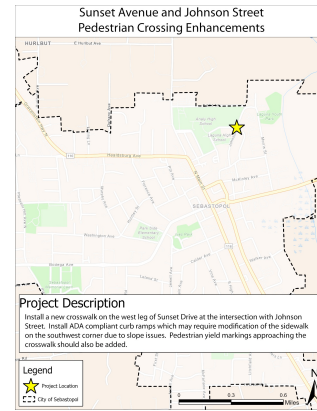 Sunset Avenue and Johnson Street
Pedestrian Crossing Enhancements
HURLBUT
E Hurlbut Ave
Healdsburg Ave
McKinley Ave
Morris St
N Main St
SEBASTOPOL
Washington Ave
Bodega Ave
Project Description
Install a new crosswalk on the west leg of Sunset Drive at the intersection with Johnson
Street. Install ADA compliant curb ramps which may require modification of the sidewalk
on the southwest corner due to slope issues. Pedestrian yield markings approaching the
crosswalk should also be added.
Legend
Project Location
City of Sebastopol
0 0.3 0.6
Miles
N